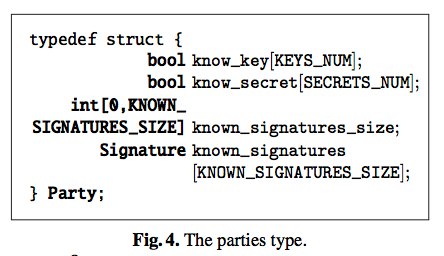 typedef struct {
bool know_key[KEYS_NUM];
bool know_secret[SECRETS_NUM];
int[0,KNOWN_
SIGNATURES_SIZE] known_signatures_size;
Signature known_signatures
[KNOWN_SIGNATURES_SIZE];
} Party;
Fig. 4. The parties type.